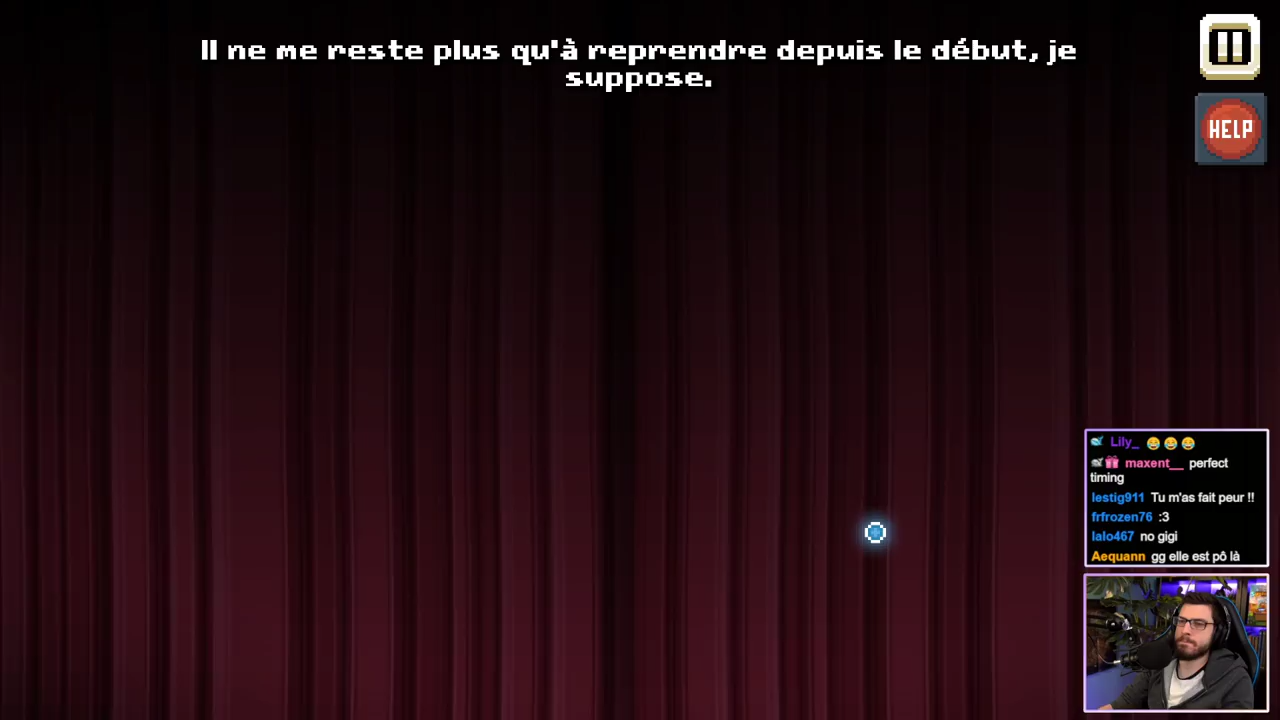 Il ne me reste plus qu'à reprendre depuis le début, je
suppose.
HELP
Lily_ 😂 😂 😂
maxent__ perfect
timing
lestig911 Tu m'as fait peur !!
frfrozen76 :3
lalo467 no gigi
Aequann gg elle est pô là